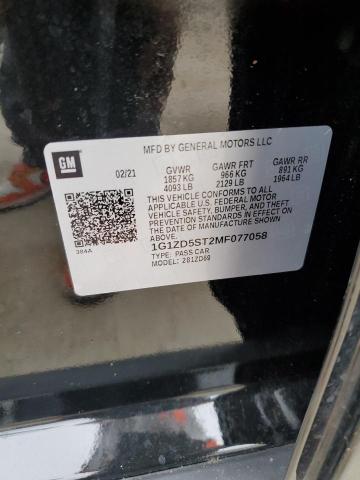 MFD BY GENERAL MOTORS LLC
GM
02/21 GVWR GAWR FRT GAWR RR
1857 KG 966 KG 891 KG
4093 LB 2129 LB 1964 LB
THIS VEHICLE CONFORMS TO ALL
APPLICABLE U.S. FEDERAL MOTOR
VEHICLE SAFETY, BUMPER, AND THEFT
PREVENTION STANDARDS IN EFFECT ON
THE DATE OF MANUFACTURE SHOWN ABOVE.
384A
1G1ZD5ST2MF077058
TYPE: PASS CAR
MODEL: 281ZD69